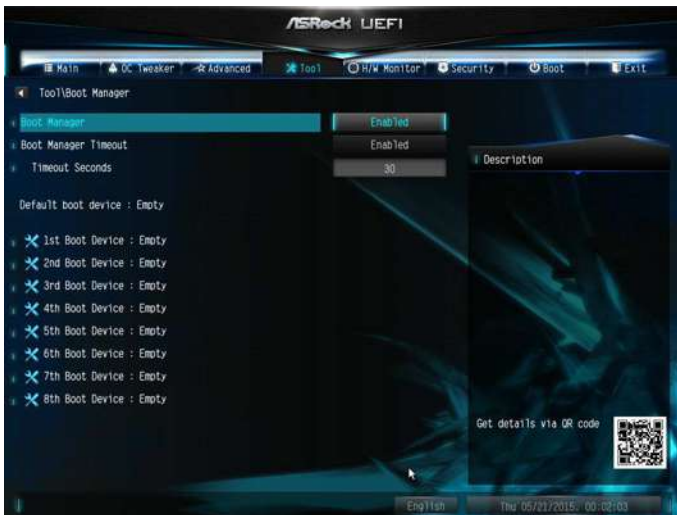 ASRock UEFI
Main OC Tweaker Advanced Tool H/W Monitor Security Boot Exit
Tool\Boot Manager
Boot Manager Enabled
Boot Manager Timeout Enabled
Timeout Seconds 30
Description
Default boot device : Empty
1st Boot Device : Empty
2nd Boot Device : Empty
3rd Boot Device : Empty
4th Boot Device : Empty
5th Boot Device : Empty
6th Boot Device : Empty
7th Boot Device : Empty
8th Boot Device : Empty
Get details via QR code
English Thu 05/21/2015. 00:02:03